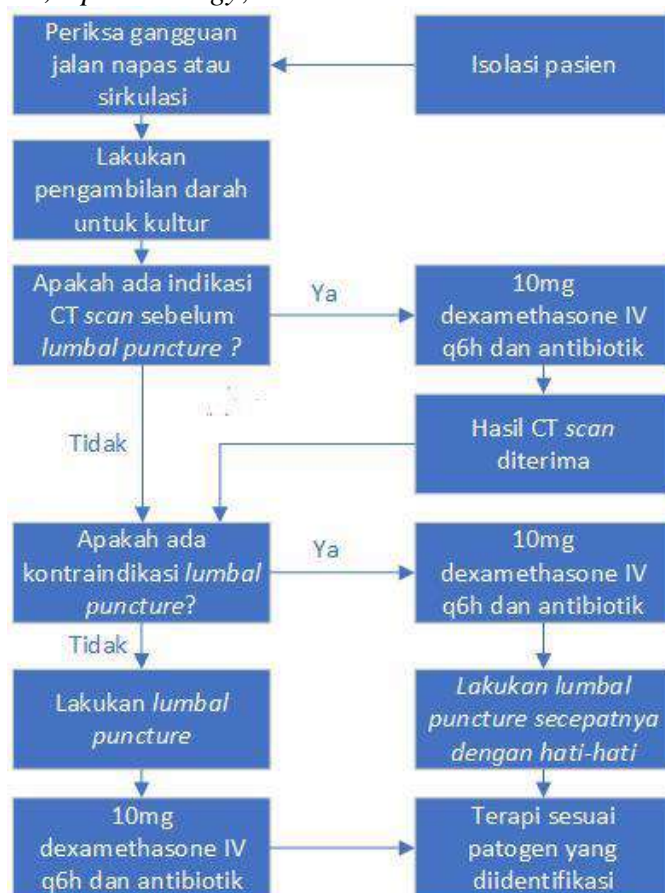 Periksa gangguan
jalan napas atau
sirkulasi
Isolasi pasien
Lakukan
pengambilan darah
untuk kultur
Apakah ada indikasi
CT scan sebelum
lumbal puncture ?
Ya
10mg
dexamethasone IV
q6h dan antibiotik
Tidak
Hasil CT scan
diterima
Apakah ada
kontraindikasi lumbal
puncture?
Ya
10mg
dexamethasone IV
q6h dan antibiotik
Tidak
Lakukan lumbal
puncture
Lakukan lumbal
puncture secepatnya
dengan hati-hati
10mg
dexamethasone IV
q6h dan antibiotik
Terapi sesuai
patogen yang
diidentifikasi